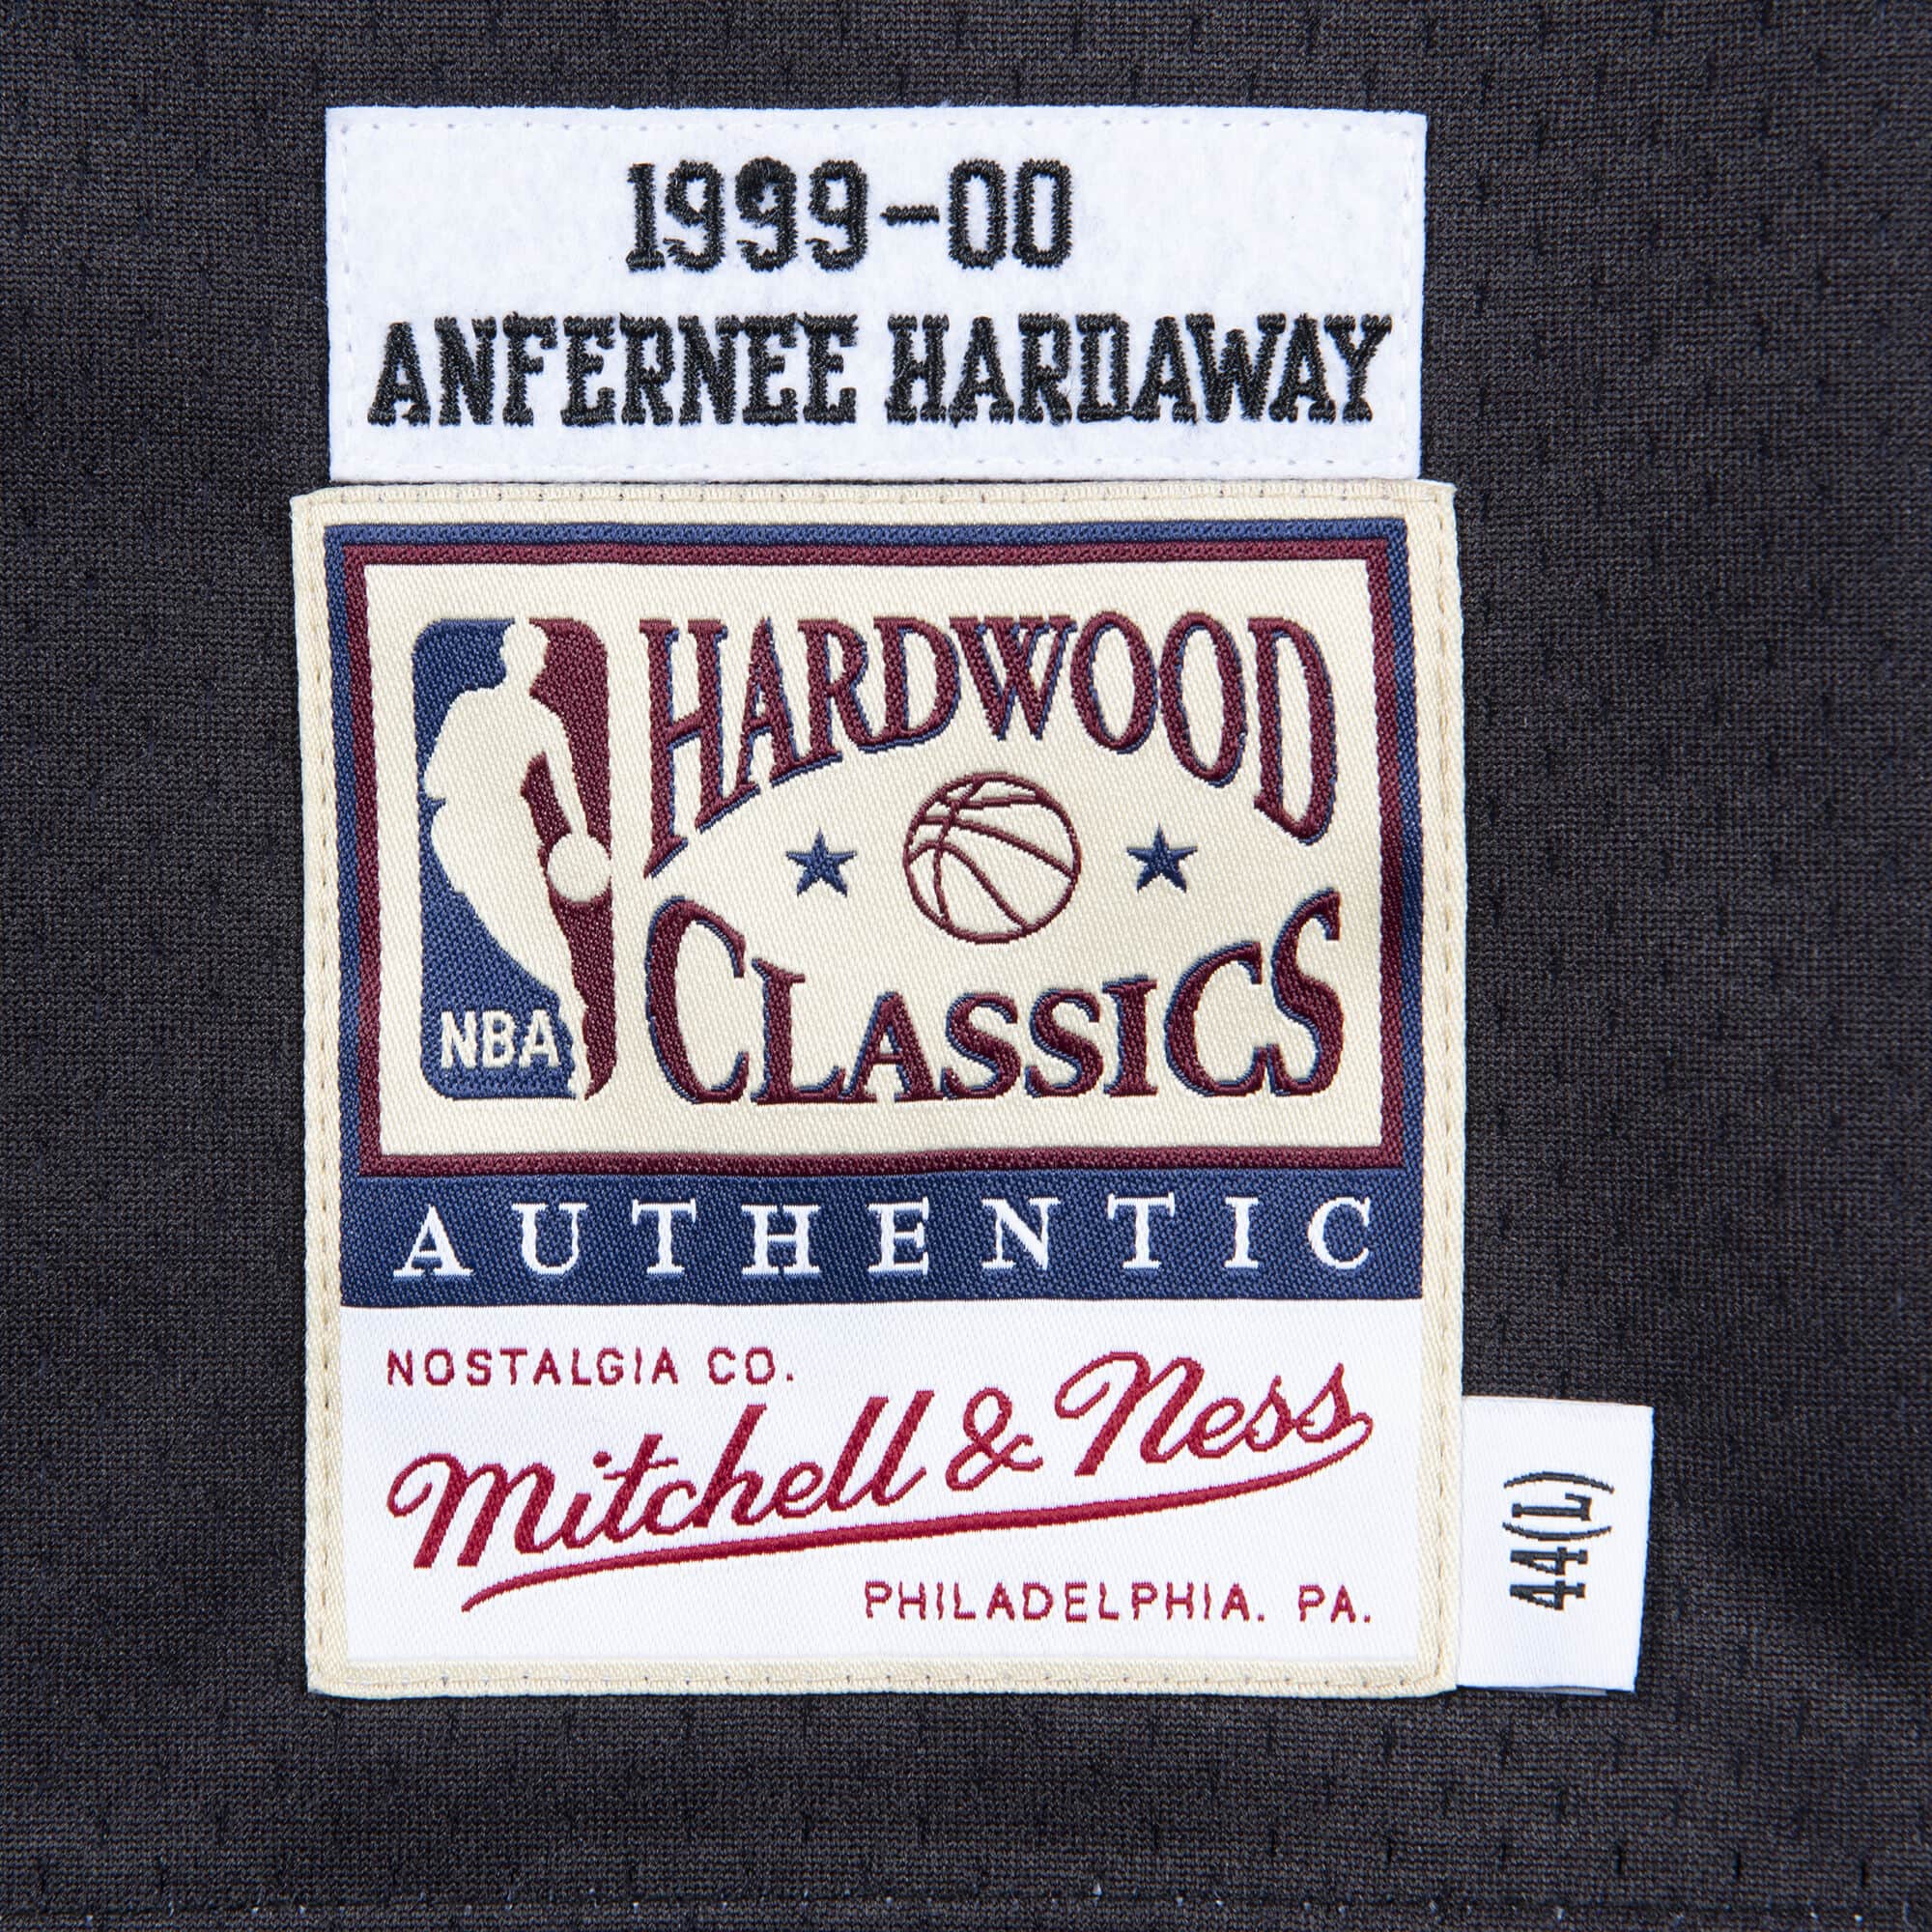 1999-00
ANFERNEE HARDAWAY
HARDWOOD
CLASSICS
NBA
AUTHENTIC
NOSTALGIA CO.
Mitchell & Ness
PHILADELPHIA. PA.
44(L)